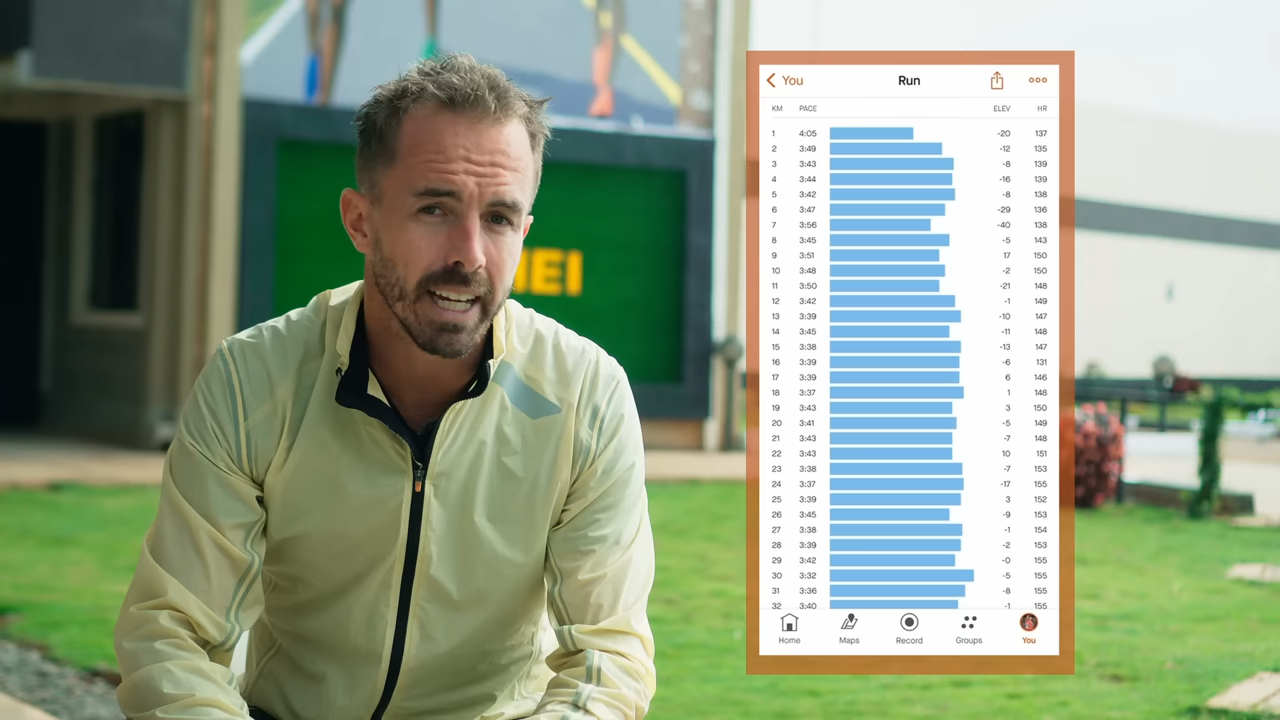 HEI
You Run
KM PACE ELEV HR
1 4:05 -20 137
2 3:49 -12 135
3 3:43 -8 139
4 3:44 -16 139
5 3:42 -8 138
6 3:47 -29 136
7 3:56 -40 138
8 3:45 -5 143
9 3:51 17 150
10 3:48 -2 150
11 3:50 -21 148
12 3:42 -1 149
13 3:39 -10 147
14 3:45 -11 148
15 3:38 -13 147
16 3:39 -6 131
17 3:39 6 146
18 3:37 1 148
19 3:43 3 150
20 3:41 -5 149
21 3:43 -7 148
22 3:43 10 151
23 3:38 -7 153
24 3:37 -17 155
25 3:39 3 152
26 3:45 -9 153
27 3:38 -1 154
28 3:39 -2 153
29 3:42 -0 155
30 3:32 -5 155
31 3:36 -8 155
32 3:40 -1 155
Home Maps Record Groups You